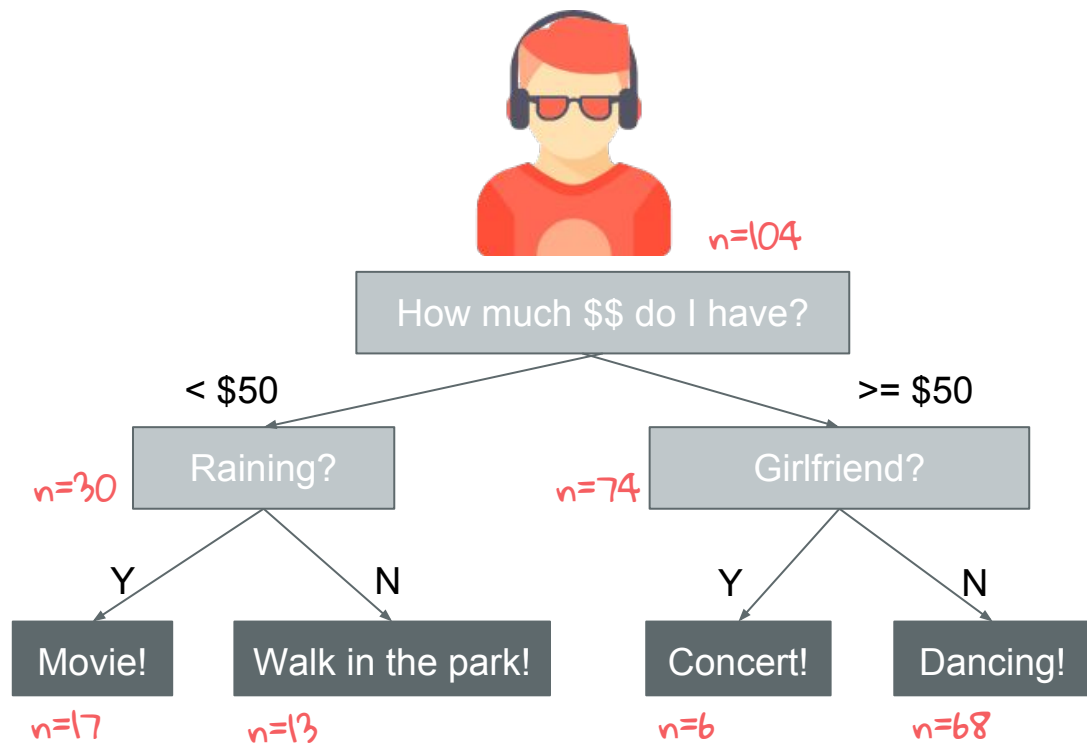 n=104
How much $$ do I have?
< $50
>= $50
Raining?
Girlfriend?
n=30
n=74
Y
N
Y
N
Movie!
Walk in the park!
Concert!
Dancing!
n=17
n=13
n=6
n=68